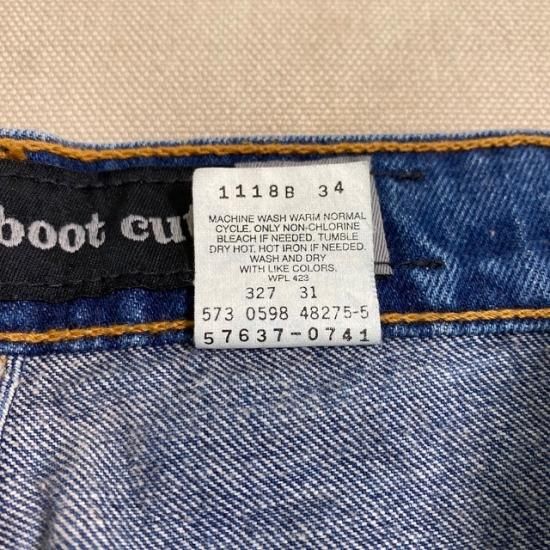 boot cut
1118B 34
MACHINE WASH WARM NORMAL
CYCLE. ONLY NON-CHLORINE
BLEACH IF NEEDED. TUMBLE
DRY HOT. HOT IRON IF NEEDED.
WASH AND DRY
WITH LIKE COLORS.
WPL 423
327 31
573 0598 48275-5
57637-0741